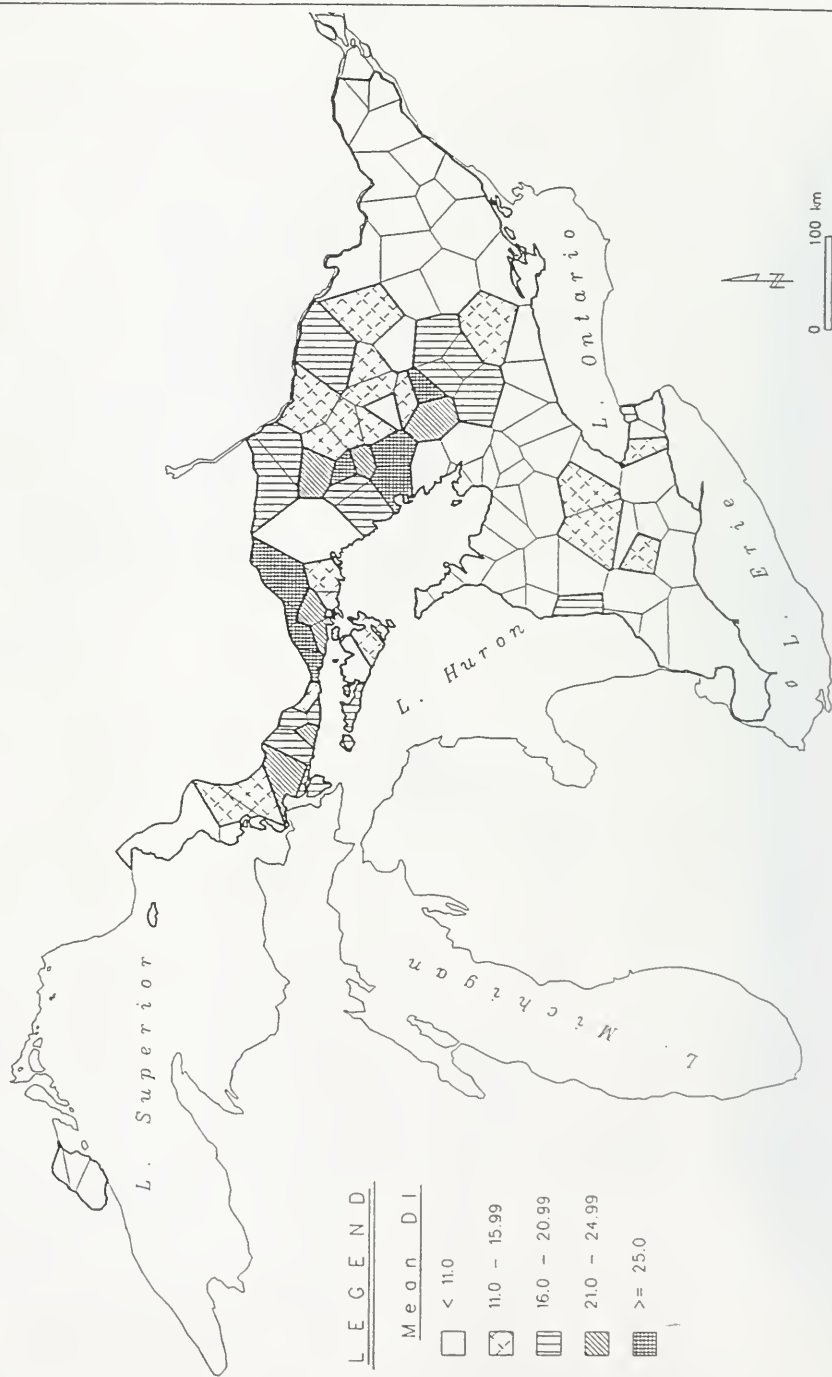 L. Superior
L. Huron
L. Michigan
L. Ontario
L. Erie
LEGEND
Mean DI
< 11.0
11.0 - 15.99
16.0 - 20.99
21.0 - 24.99
>= 25.0
N
0 100 km